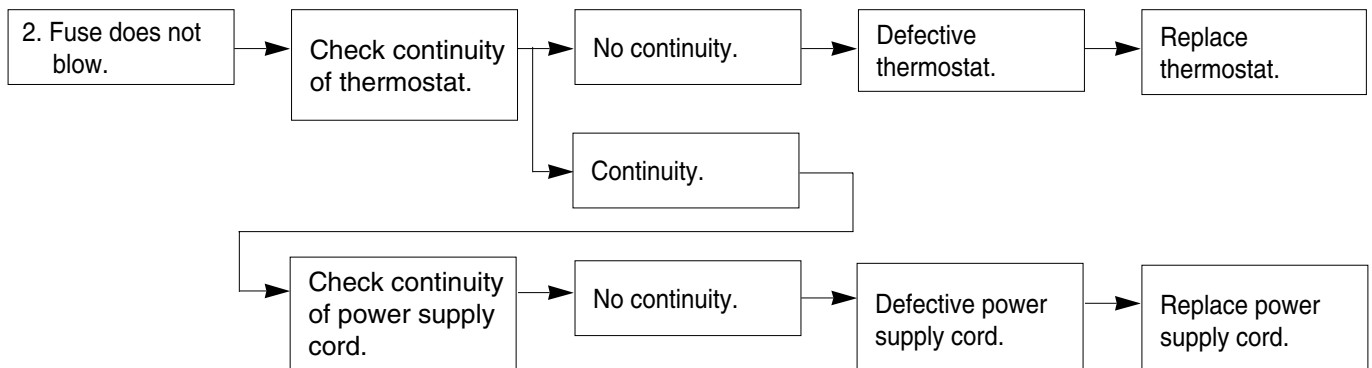 2. Fuse does not
blow.
Check continuity
of thermostat.
No continuity.
Defective
thermostat.
Replace
thermostat.
Continuity.
Check continuity
of power supply
cord.
No continuity.
Defective power
supply cord.
Replace power
supply cord.